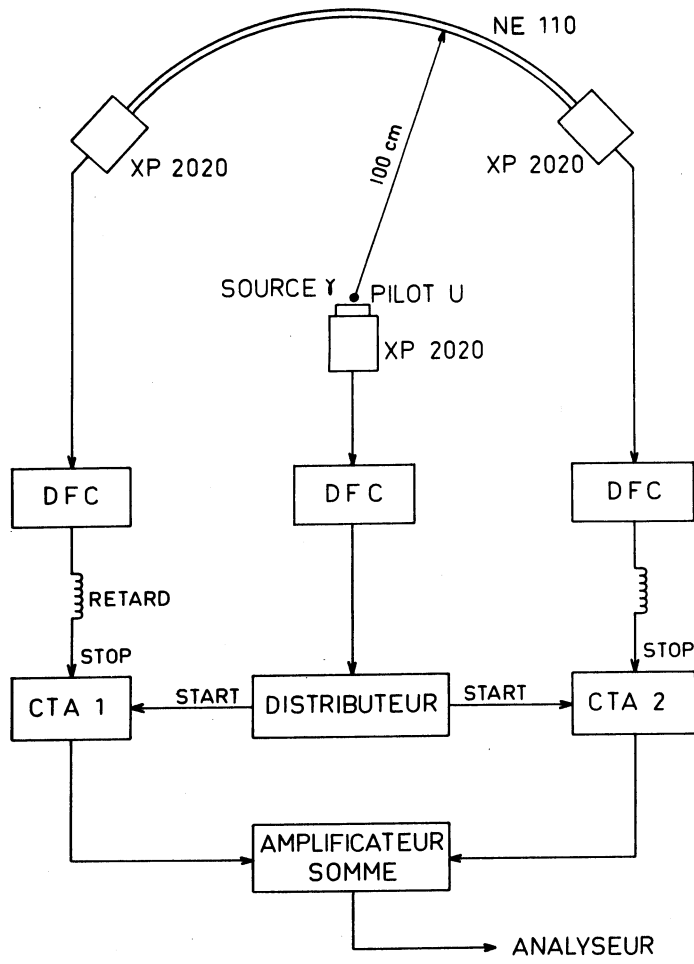 NE 110
XP 2020
XP 2020
100 cm
SOURCE γ
PILOT U
XP 2020
DFC
DFC
DFC
RETARD
STOP
STOP
CTA 1
START
DISTRIBUTEUR
START
CTA 2
AMPLIFICATEUR
SOMME
ANALYSEUR